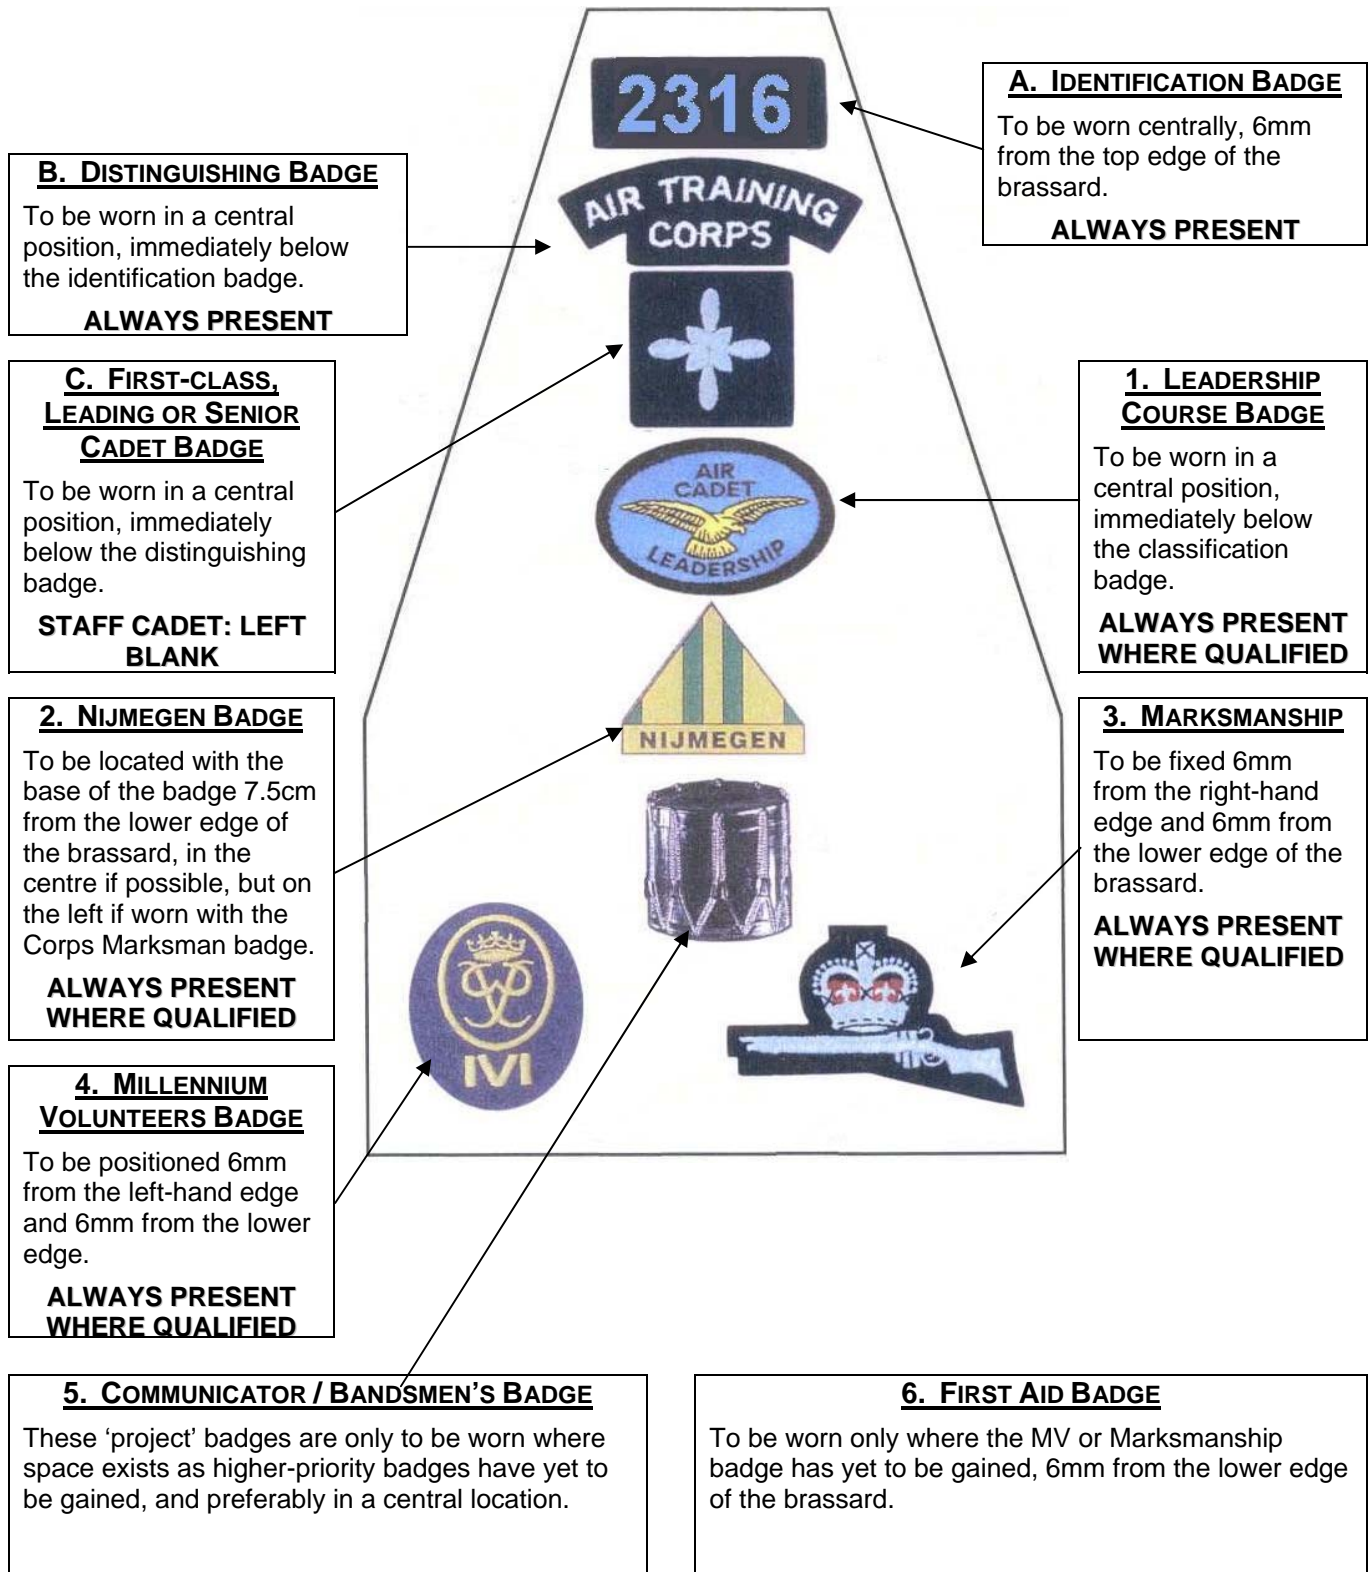 2316
AIR TRAINING
CORPS
AIR
CADET
LEADERSHIP
NIJMEGEN
A. IDENTIFICATION BADGE
To be worn centrally, 6mm
from the top edge of the
brassard.
ALWAYS PRESENT
B. DISTINGUISHING BADGE
To be worn in a central
position, immediately below
the identification badge.
ALWAYS PRESENT
C. FIRST-CLASS,
LEADING OR SENIOR
CADET BADGE
To be worn in a central
position, immediately
below the distinguishing
badge.
STAFF CADET: LEFT
BLANK
1. LEADERSHIP
COURSE BADGE
To be worn in a
central position,
immediately below
the classification
badge.
ALWAYS PRESENT
WHERE QUALIFIED
2. NIJMEGEN BADGE
To be located with the
base of the badge 7.5cm
from the lower edge of
the brassard, in the
centre if possible, but on
the left if worn with the
Corps Marksman badge.
ALWAYS PRESENT
WHERE QUALIFIED
3. MARKSMANSHIP
To be fixed 6mm
from the right-hand
edge and 6mm from
the lower edge of the
brassard.
ALWAYS PRESENT
WHERE QUALIFIED
4. MILLENNIUM
VOLUNTEERS BADGE
To be positioned 6mm
from the left-hand edge
and 6mm from the lower
edge.
ALWAYS PRESENT
WHERE QUALIFIED
5. COMMUNICATOR / BANDSMEN'S BADGE
These ‘project’ badges are only to be worn where
space exists as higher-priority badges have yet to
be gained, and preferably in a central location.
6. FIRST AID BADGE
To be worn only where the MV or Marksmanship
badge has yet to be gained, 6mm from the lower edge
of the brassard.